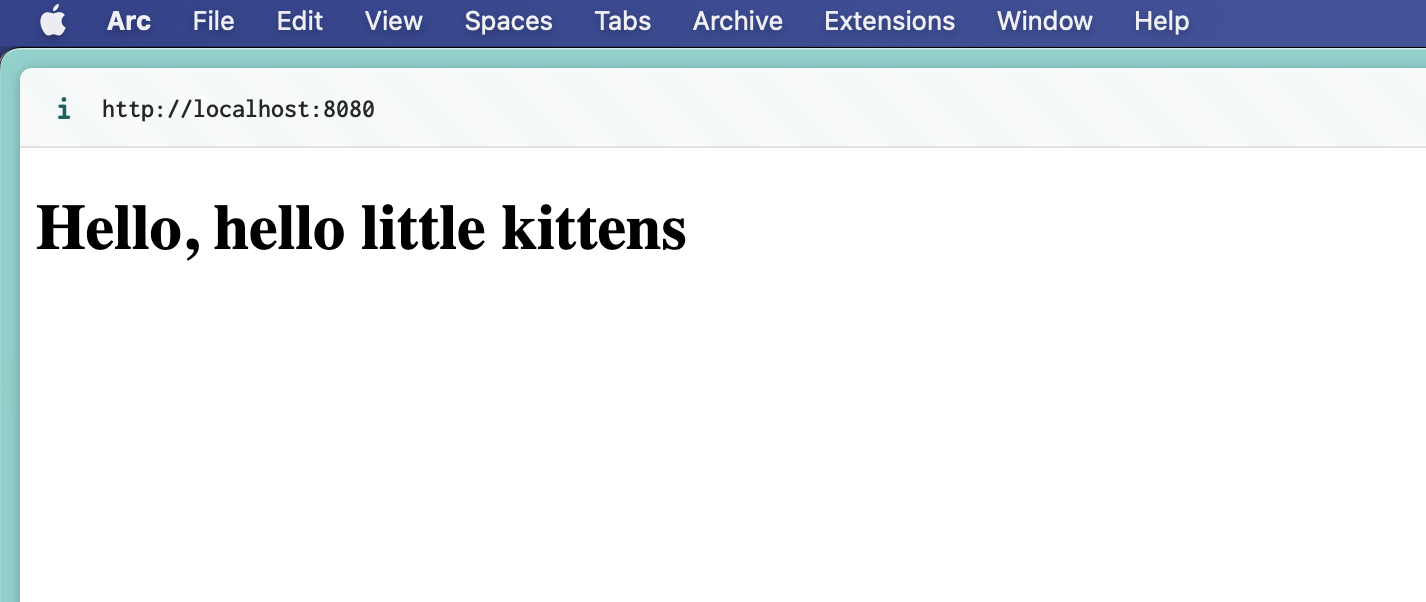 Arc File Edit View Spaces Tabs Archive Extensions Window Help
i http://localhost:8080
Hello, hello little kittens